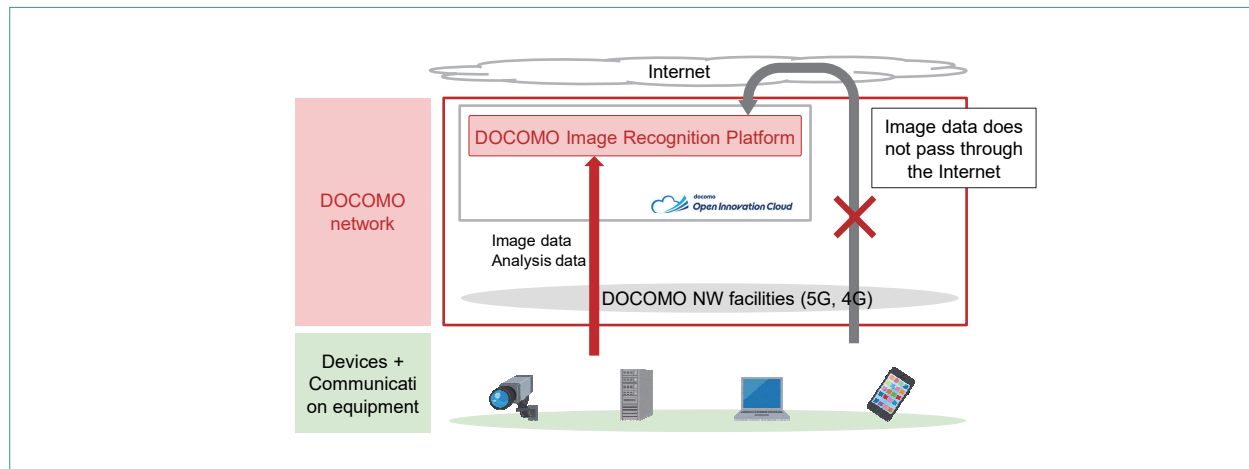 Internet
DOCOMO Image Recognition Platform
Image data does
not pass through
the Internet
DOCOMO
network
docomo
Open Innovation Cloud
Image data
Analysis data
DOCOMO NW facilities (5G, 4G)
Devices +
Communicati
on equipment